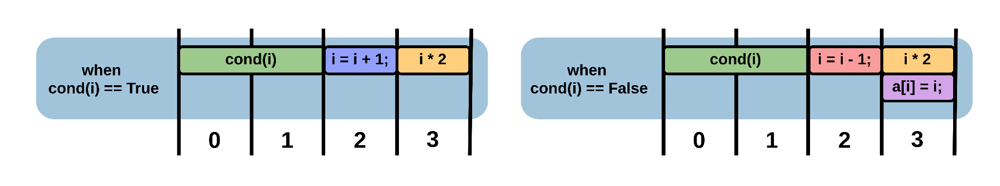 when
cond(i) == True
cond(i)
i = i + 1;
i * 2
0
1
2
3
when
cond(i) == False
cond(i)
i = i - 1;
i * 2
a[i] = i;
0
1
2
3